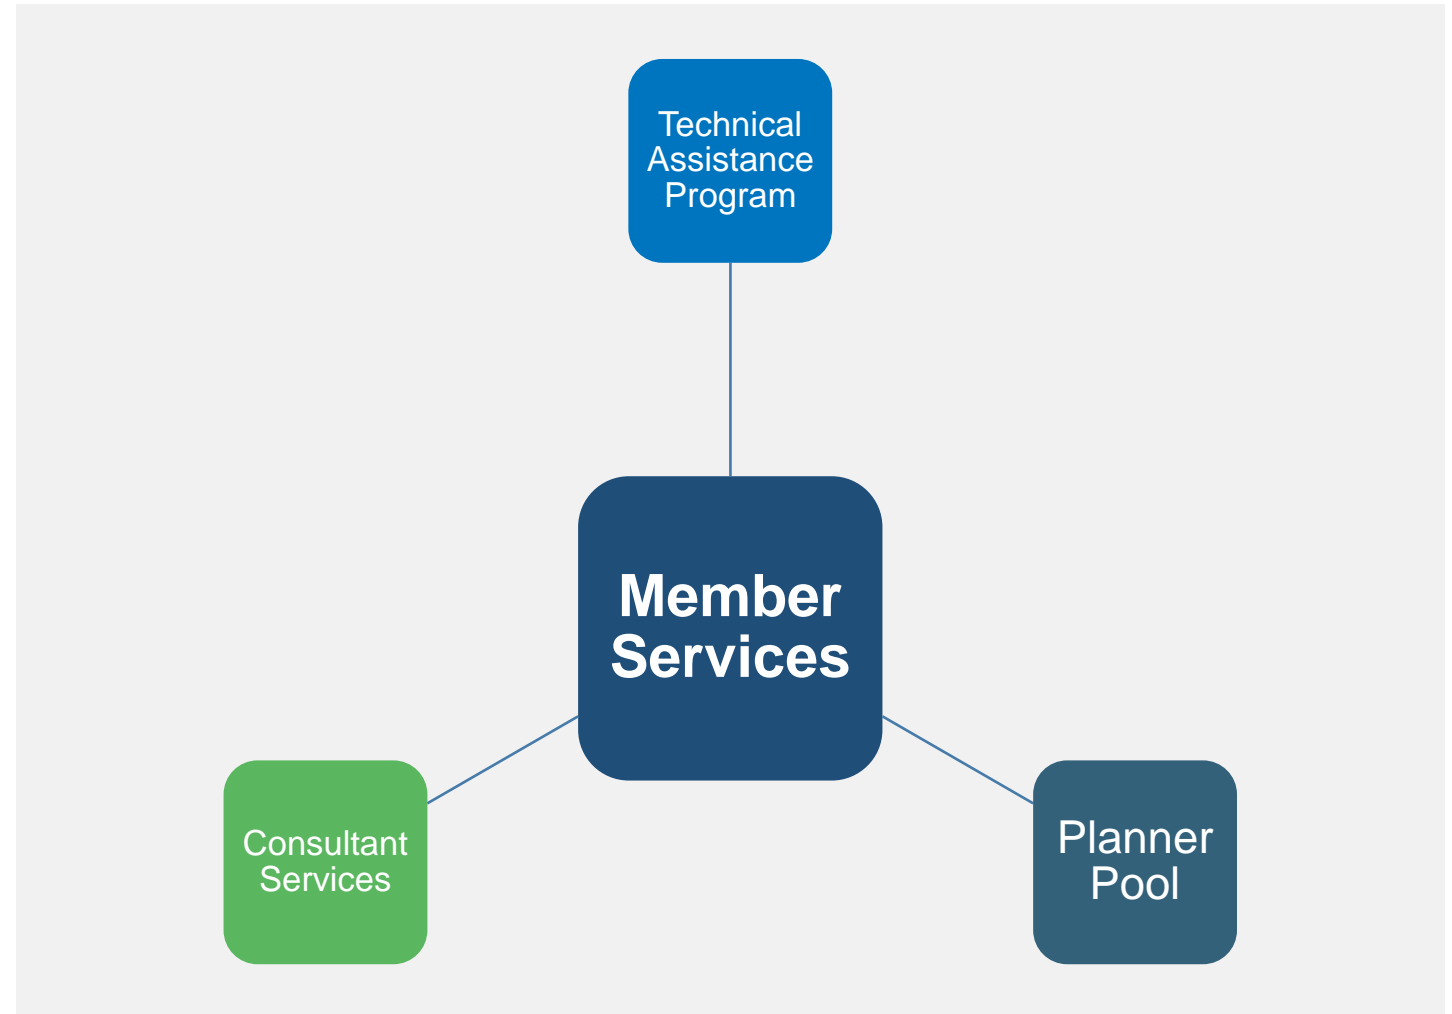 Technical
Assistance
Program
Member
Services
Consultant
Services
Planner
Pool